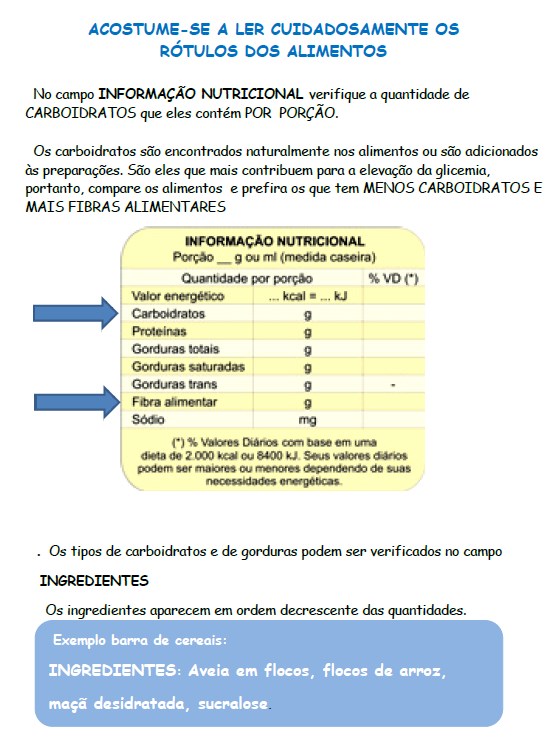 ACOSTUME-SE A LER CUIDADOSAMENTE OS
RÓTULOS DOS ALIMENTOS
No campo INFORMAÇÃO NUTRICIONAL verifique a quantidade de
CARBOIDRATOS que eles contém POR PORÇÃO.
Os carboidratos são encontrados naturalmente nos alimentos ou são adicionados
às preparações. São eles que mais contribuem para a elevação da glicemia,
portanto, compare os alimentos e prefira os que tem MENOS CARBOIDRATOS E
MAIS FIBRAS ALIMENTARES
INFORMAÇÃO NUTRICIONAL
Porção __ g ou ml (medida caseira)
Quantidade por porção % VD (*)
Valor energético ... kcal = ... kJ
Carboidratos g
Proteínas g
Gorduras totais g
Gorduras saturadas g
Gorduras trans g -
Fibra alimentar g
Sódio mg
(*) % Valores Diários com base em uma
dieta de 2.000 kcal ou 8400 kJ. Seus valores diários
podem ser maiores ou menores dependendo de suas
necessidades energéticas.
. Os tipos de carboidratos e de gorduras podem ser verificados no campo
INGREDIENTES
Os ingredientes aparecem em ordem decrescente das quantidades.
Exemplo barra de cereais:
INGREDIENTES: Aveia em flocos, flocos de arroz,
maçã desidratada, sucralose.